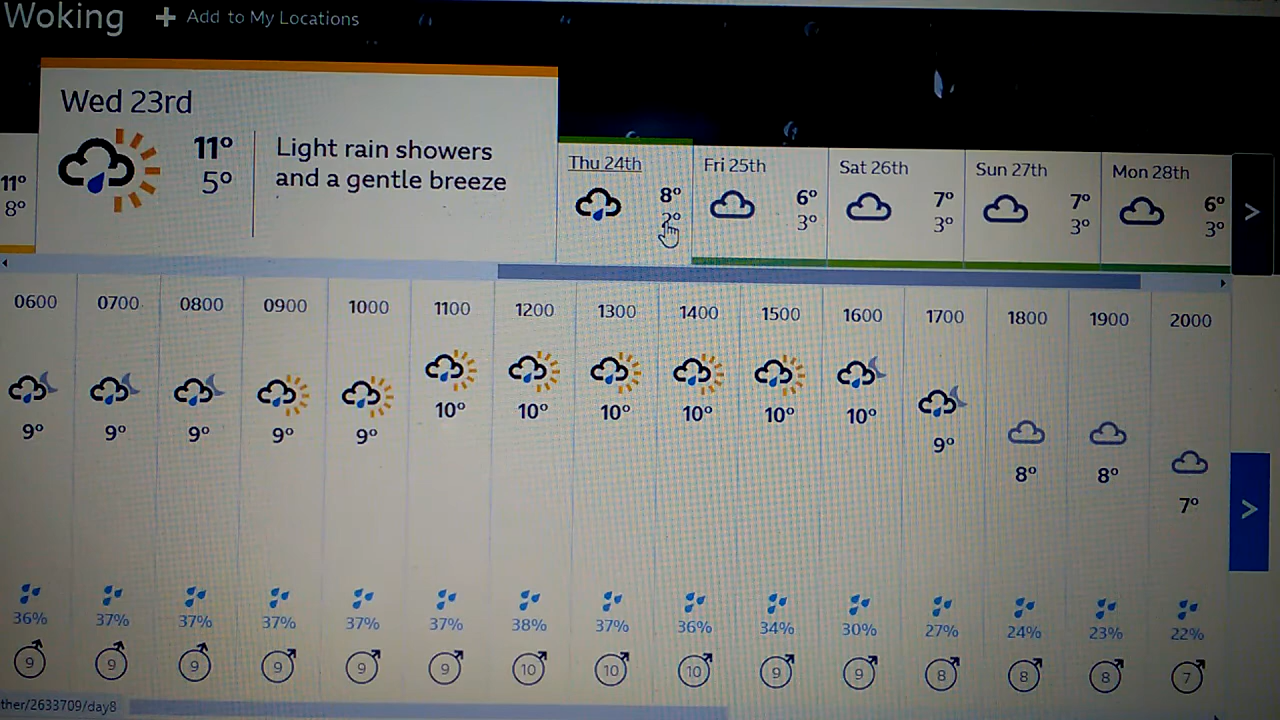 Woking + Add to My Locations
Wed 23rd
11° 5° Light rain showers and a gentle breeze
11° 8°
Thu 24th 8° 2°
Fri 25th 6° 3°
Sat 26th 7° 3°
Sun 27th 7° 3°
Mon 28th 6° 3°
0600 0700 0800 0900 1000 1100 1200 1300 1400 1500 1600 1700 1800 1900 2000
9° 9° 9° 9° 9° 10° 10° 10° 10° 10° 10° 9° 8° 8° 7°
36% 37% 37% 37% 37% 37% 38% 37% 36% 34% 30% 27% 24% 23% 22%
9 9 9 9 9 9 10 10 10 9 9 8 8 8 7
ther/2633709/day8